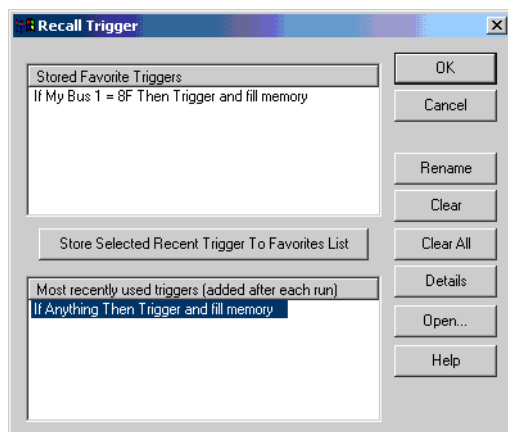 Recall Trigger
Stored Favorite Triggers
If My Bus 1 = 8F Then Trigger and fill memory
Store Selected Recent Trigger To Favorites List
Most recently used triggers (added after each run)
If Anything Then Trigger and fill memory
OK
Cancel
Rename
Clear
Clear All
Details
Open...
Help